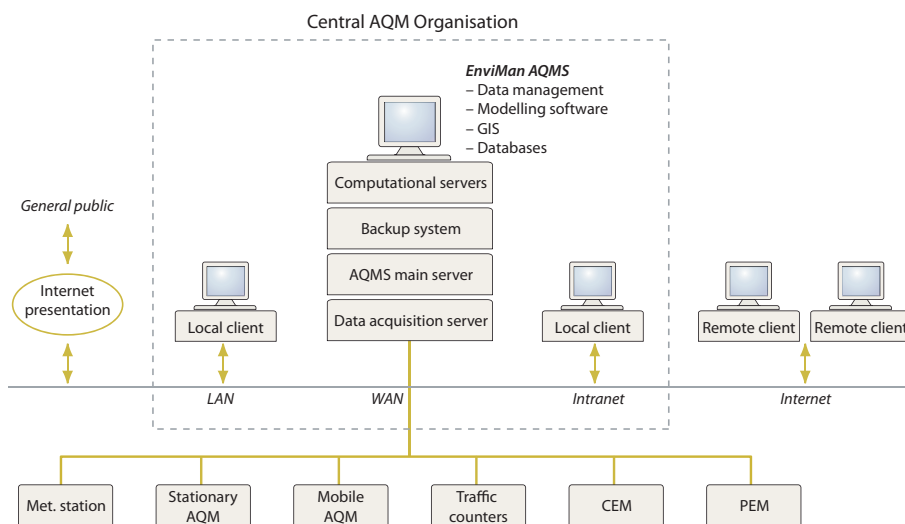 Central AQM Organisation
EnviMan AQMS
– Data management
– Modelling software
– GIS
– Databases
Computational servers
General public
Backup system
Internet
presentation
AQMS main server
Local client
Data acquisition server
Local client
Remote client
Remote client
LAN
WAN
Intranet
Internet
Met. station
Stationary
AQM
Mobile
AQM
Traffic
counters
CEM
PEM